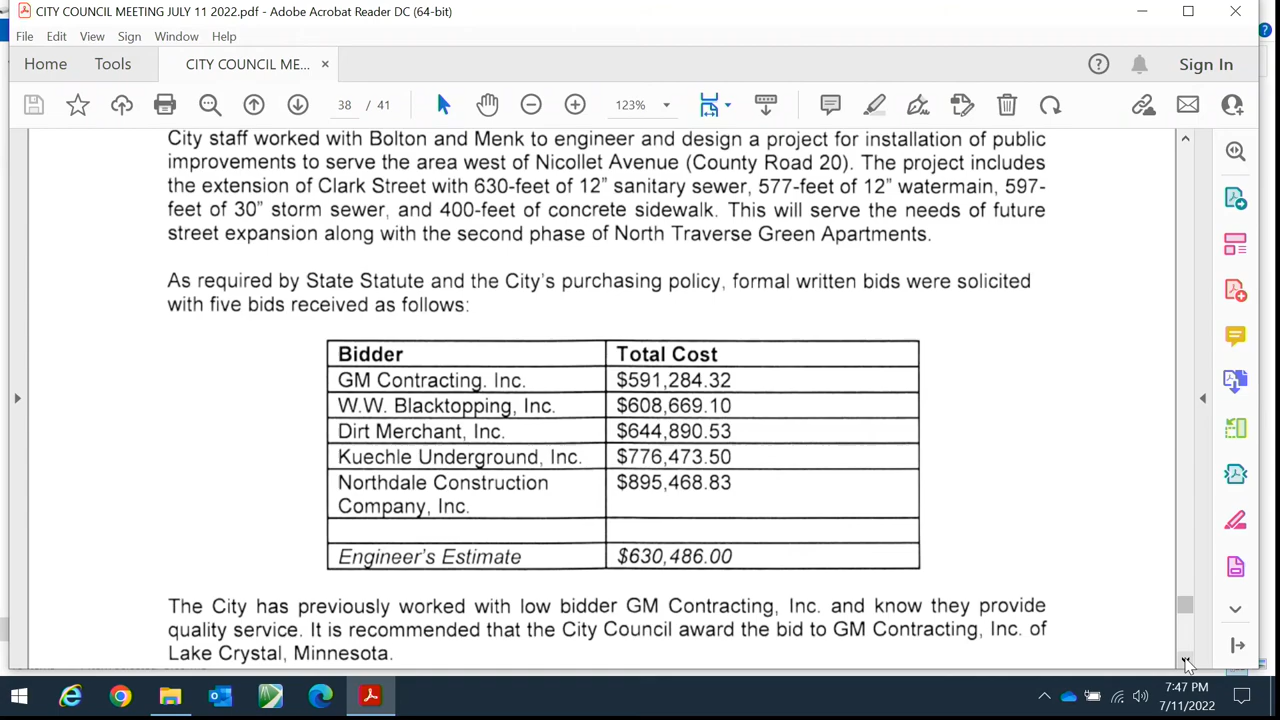 CITY COUNCIL MEETING JULY 11 2022.pdf - Adobe Acrobat Reader DC (64-bit)
File Edit View Sign Window Help
Home Tools CITY COUNCIL ME... × Sign In
38 / 41 123%
City staff worked with Bolton and Menk to engineer and design a project for installation of public
improvements to serve the area west of Nicollet Avenue (County Road 20). The project includes
the extension of Clark Street with 630-feet of 12" sanitary sewer, 577-feet of 12" watermain, 597-
feet of 30" storm sewer, and 400-feet of concrete sidewalk. This will serve the needs of future
street expansion along with the second phase of North Traverse Green Apartments.
As required by State Statute and the City's purchasing policy, formal written bids were solicited
with five bids received as follows:
Bidder Total Cost
GM Contracting. Inc. $591,284.32
W.W. Blacktopping, Inc. $608,669.10
Dirt Merchant, Inc. $644,890.53
Kuechle Underground, Inc. $776,473.50
Northdale Construction $895,468.83
Company, Inc.
Engineer's Estimate $630,486.00
The City has previously worked with low bidder GM Contracting, Inc. and know they provide
quality service. It is recommended that the City Council award the bid to GM Contracting, Inc. of
Lake Crystal, Minnesota.
7:47 PM
7/11/2022